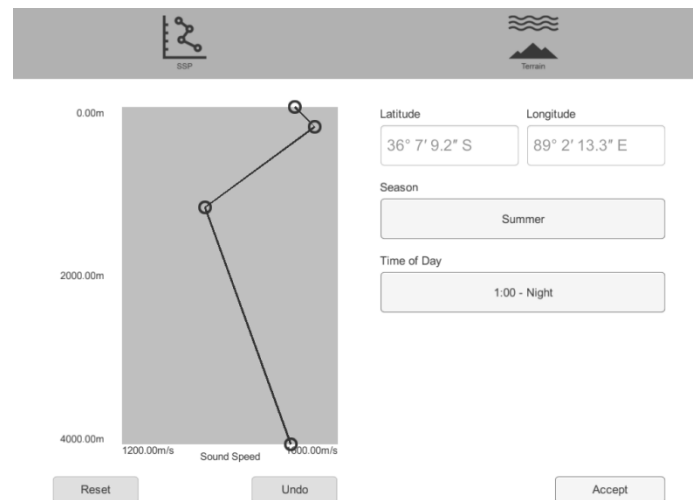 SSP
Terrain
0.00m
2000.00m
4000.00m
1200.00m/s
Sound Speed
Latitude
Longitude
36° 7′ 9.2″ S
89° 2′ 13.3″ E
Season
Summer
Time of Day
1:00 - Night
Reset
Undo
Accept